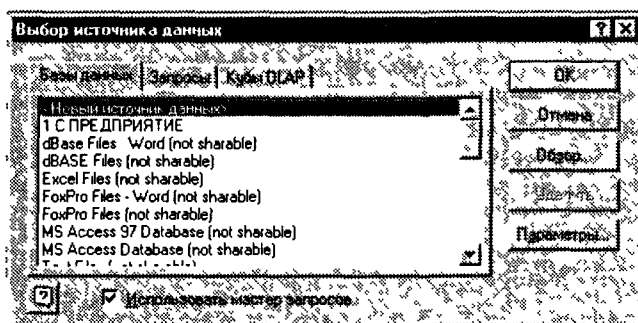 Выбор источника данных
Базы данных Запросы Кубы OLAP
<Новый источник данных>
1 С ПРЕДПРИЯТИЕ
dBase Files - Word (not sharable)
dBASE Files (not sharable)
Excel Files (not sharable)
FoxPro Files - Word (not sharable)
FoxPro Files (not sharable)
MS Access 97 Database (not sharable)
MS Access Database (not sharable)
OK
Отмена
Обзор...
Удалить
Параметры...
Использовать мастер запросов